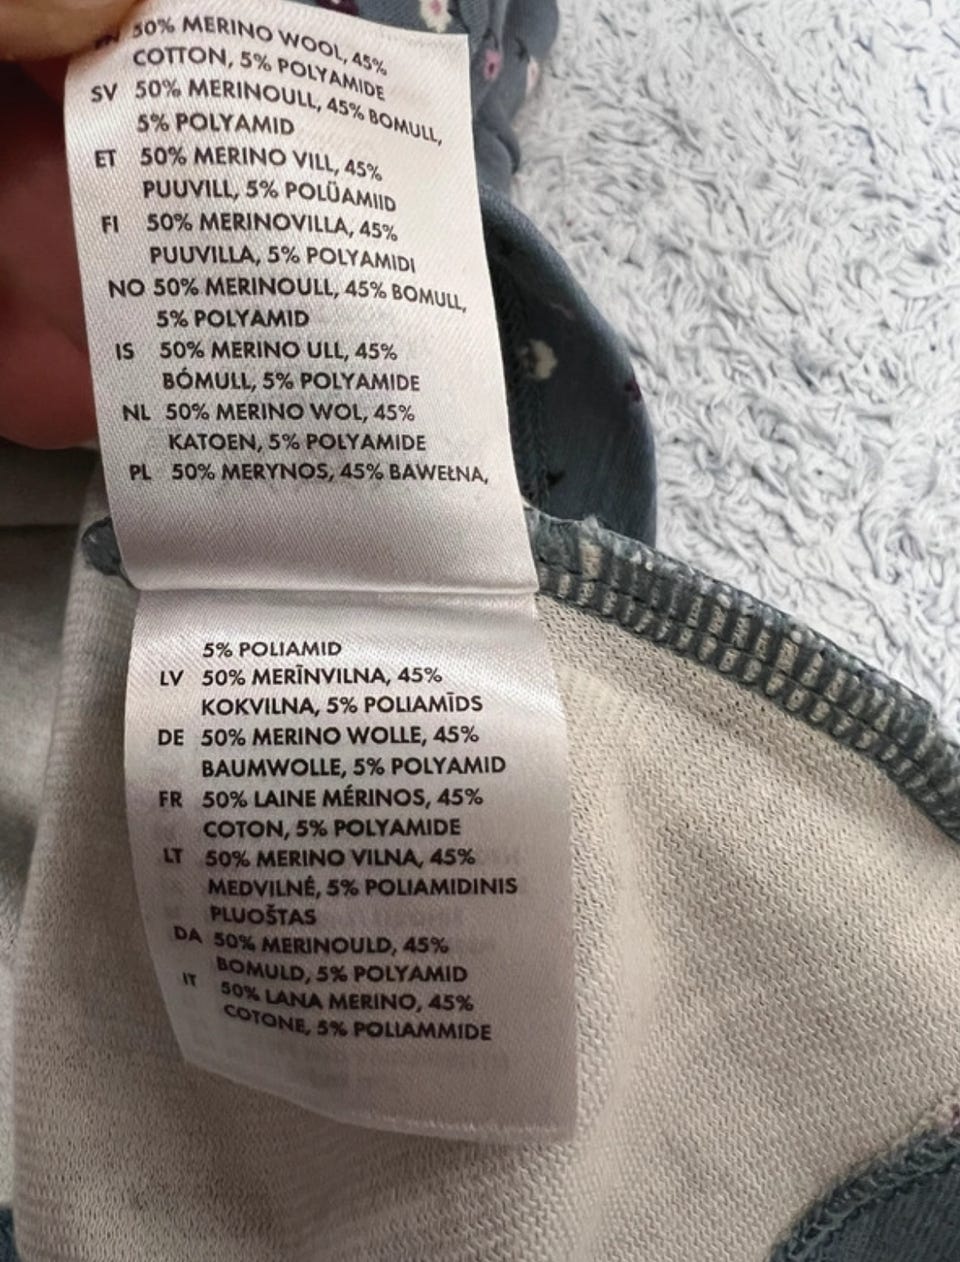 50% MERINO WOOL, 45%
COTTON, 5% POLYAMIDE
SV 50% MERINOULL, 45% BOMULL,
5% POLYAMID
ET 50% MERINO VILL, 45%
PUUVILL, 5% POLÜAMIID
FI 50% MERINOVILLA, 45%
PUUVILLA, 5% POLYAMIDI
NO 50% MERINOULL, 45% BOMULL,
5% POLYAMID
IS 50% MERINO ULL, 45%
BÓMULL, 5% POLYAMIDE
NL 50% MERINO WOL, 45%
KATOEN, 5% POLYAMIDE
PL 50% MERYNOS, 45% BAWEŁNA,
5% POLIAMID
LV 50% MERĪNVILNA, 45%
KOKVILNA, 5% POLIAMĪDS
DE 50% MERINO WOLLE, 45%
BAUMWOLLE, 5% POLYAMID
FR 50% LAINE MÉRINOS, 45%
COTON, 5% POLYAMIDE
LT 50% MERINO VILNA, 45%
MEDVILNĖ, 5% POLIAMIDINIS
PLUOŠTAS
DA 50% MERINOULD, 45%
BOMULD, 5% POLYAMID
IT 50% LANA MERINO, 45%
COTONE, 5% POLIAMMIDE